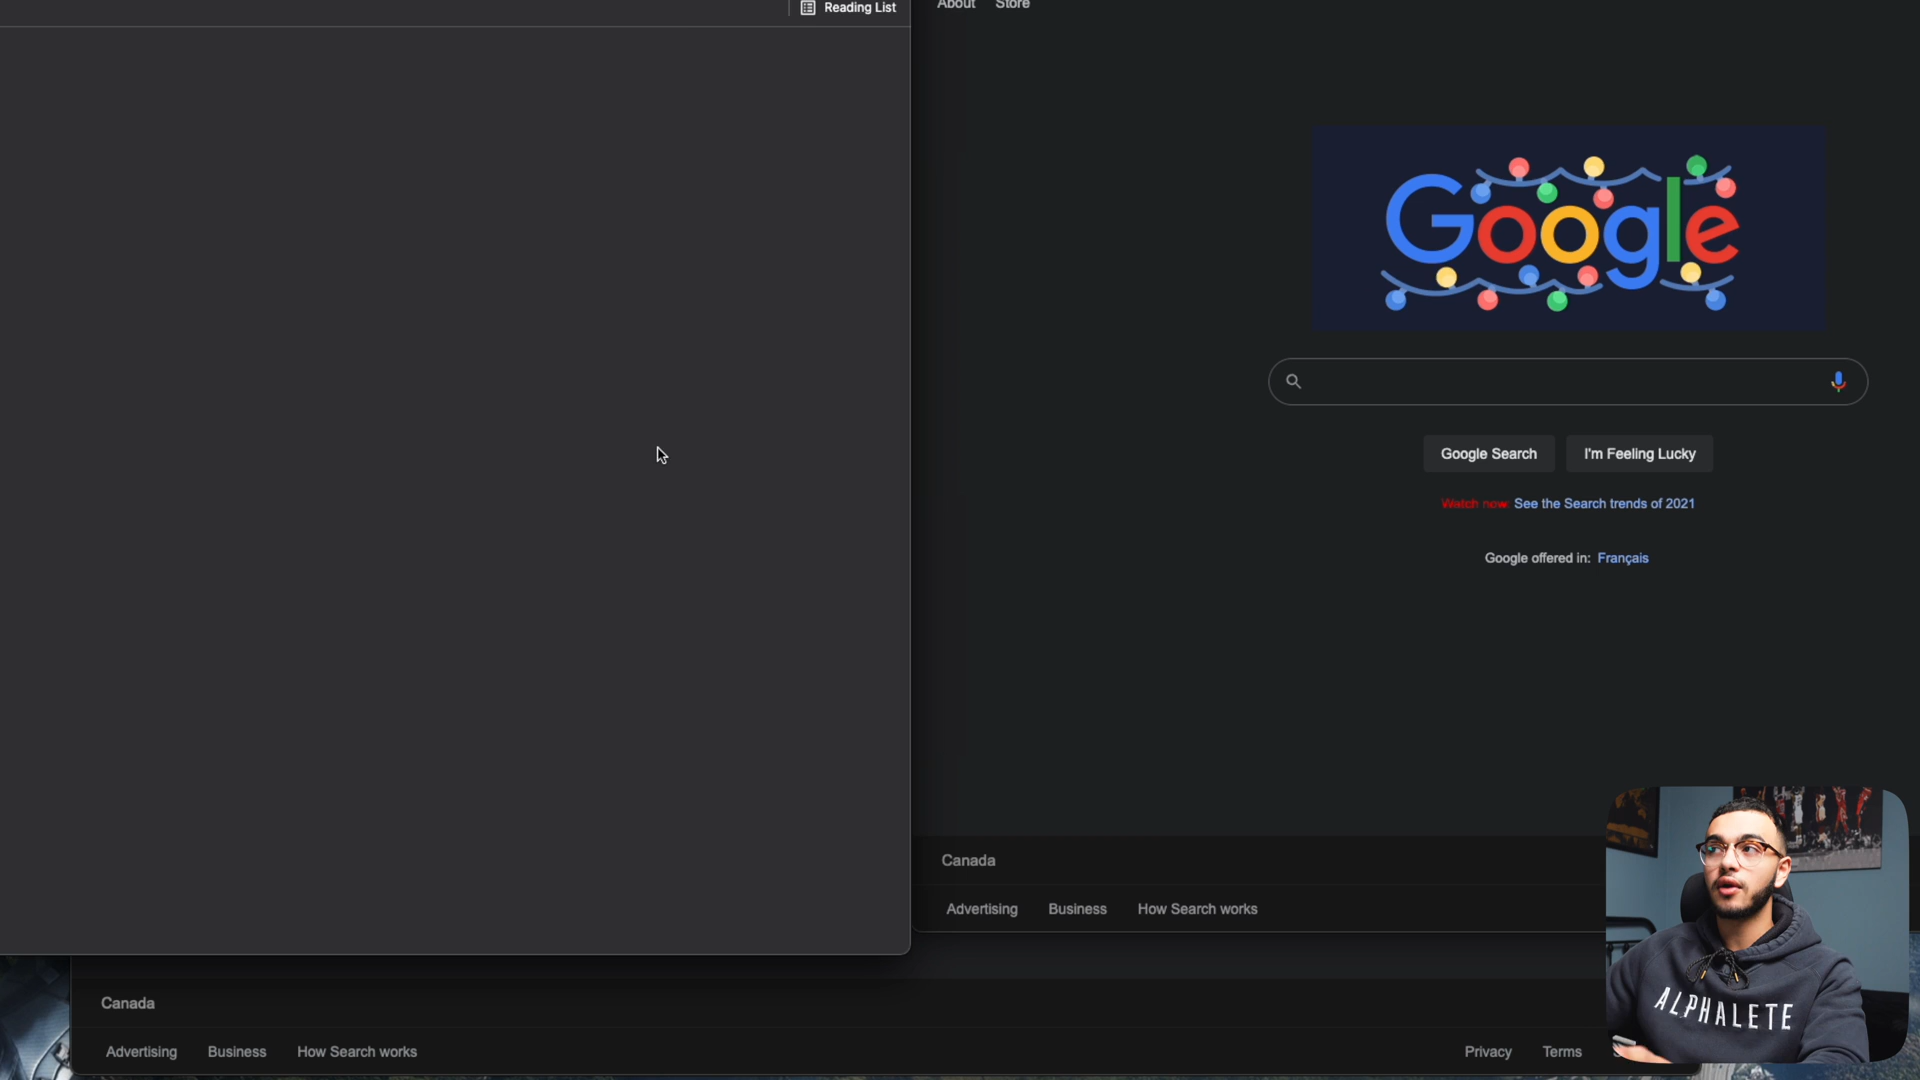 Reading List
About Store
Google
Google Search I'm Feeling Lucky
Watch now: See the Search trends of 2021
Google offered in: Français
Canada
Advertising Business How Search works
ALPHALETE
Canada
Advertising Business How Search works
Privacy Terms